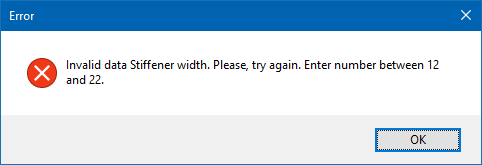 Error
Invalid data Stiffener width. Please, try again. Enter number between 12
and 22.
OK